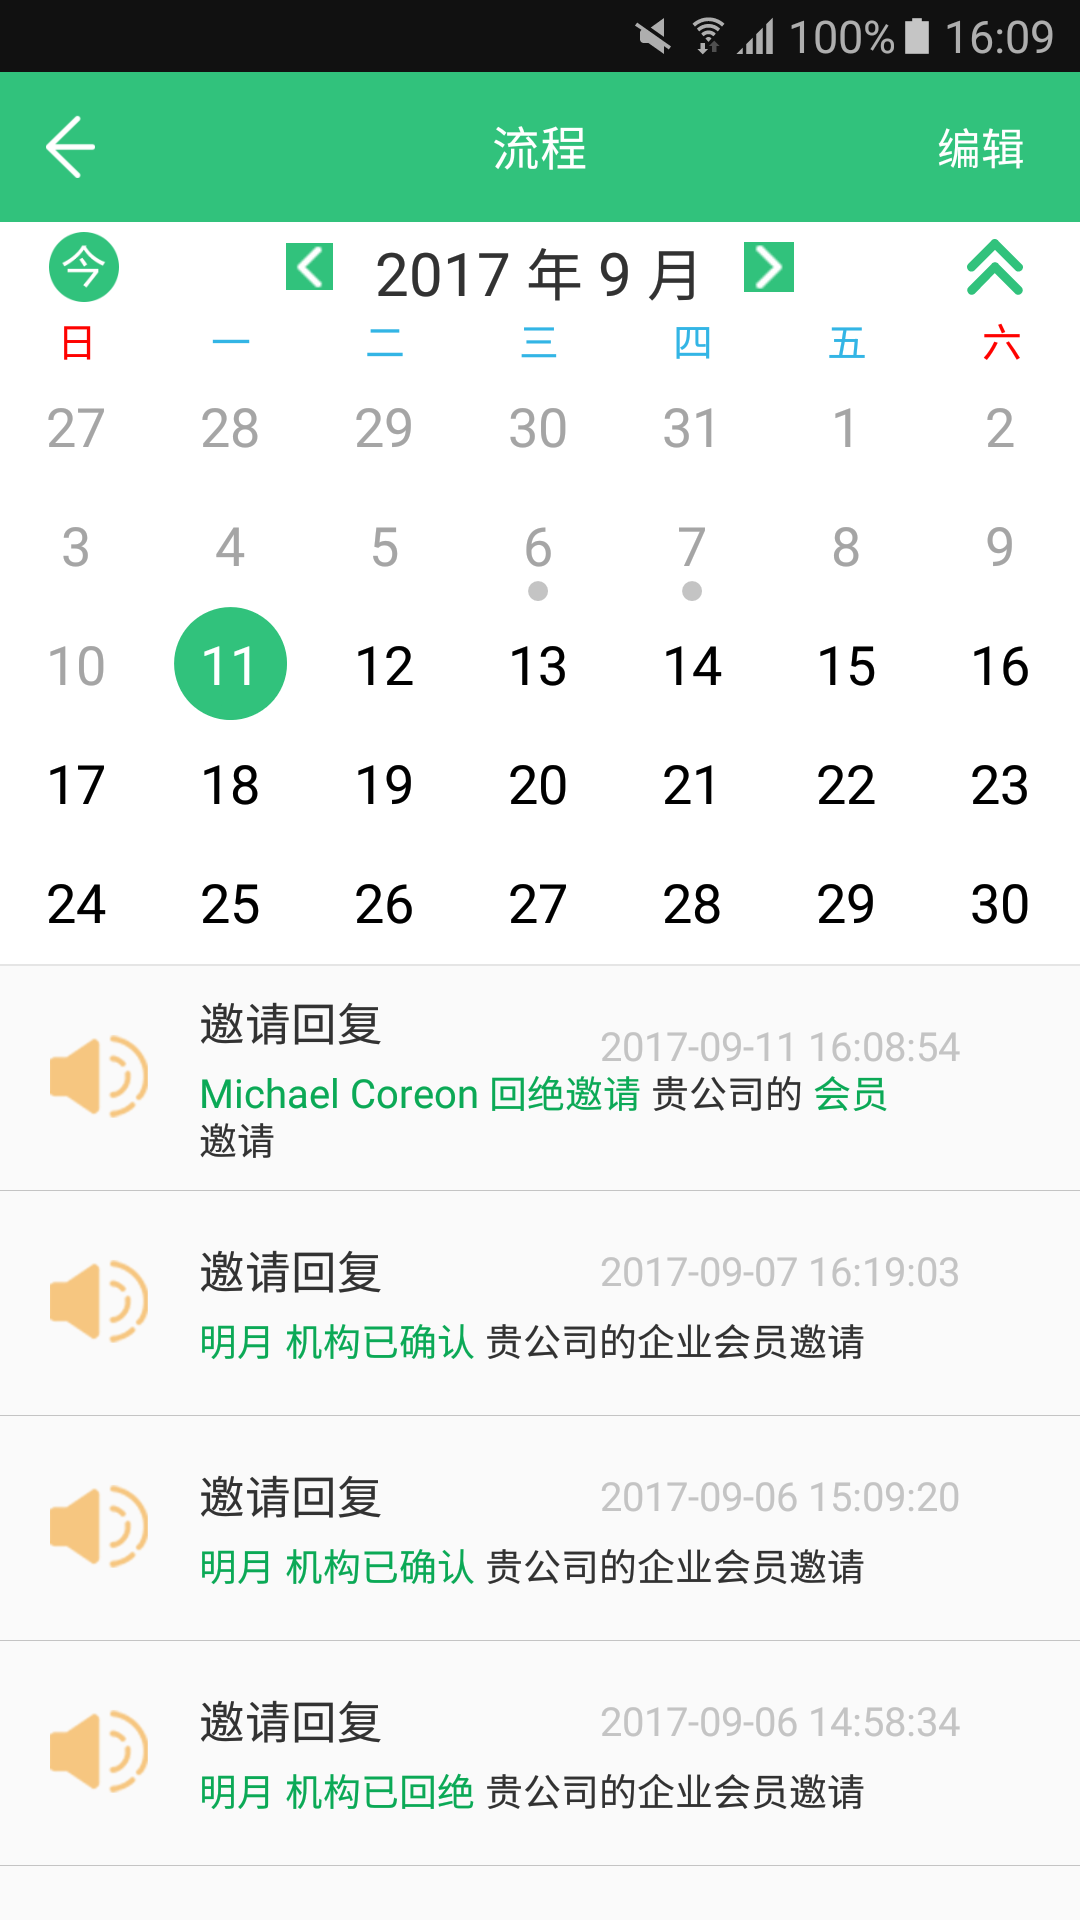 100% 16:09
流程 编辑
今 2017 年 9 月
日 一 二 三 四 五 六
27 28 29 30 31 1 2
3 4 5 6 7 8 9
10 11 12 13 14 15 16
17 18 19 20 21 22 23
24 25 26 27 28 29 30
邀请回复 2017-09-11 16:08:54
Michael Coreon 回绝邀请 贵公司的 会员
邀请
邀请回复 2017-09-07 16:19:03
明月 机构已确认 贵公司的企业会员邀请
邀请回复 2017-09-06 15:09:20
明月 机构已确认 贵公司的企业会员邀请
邀请回复 2017-09-06 14:58:34
明月 机构已回绝 贵公司的企业会员邀请